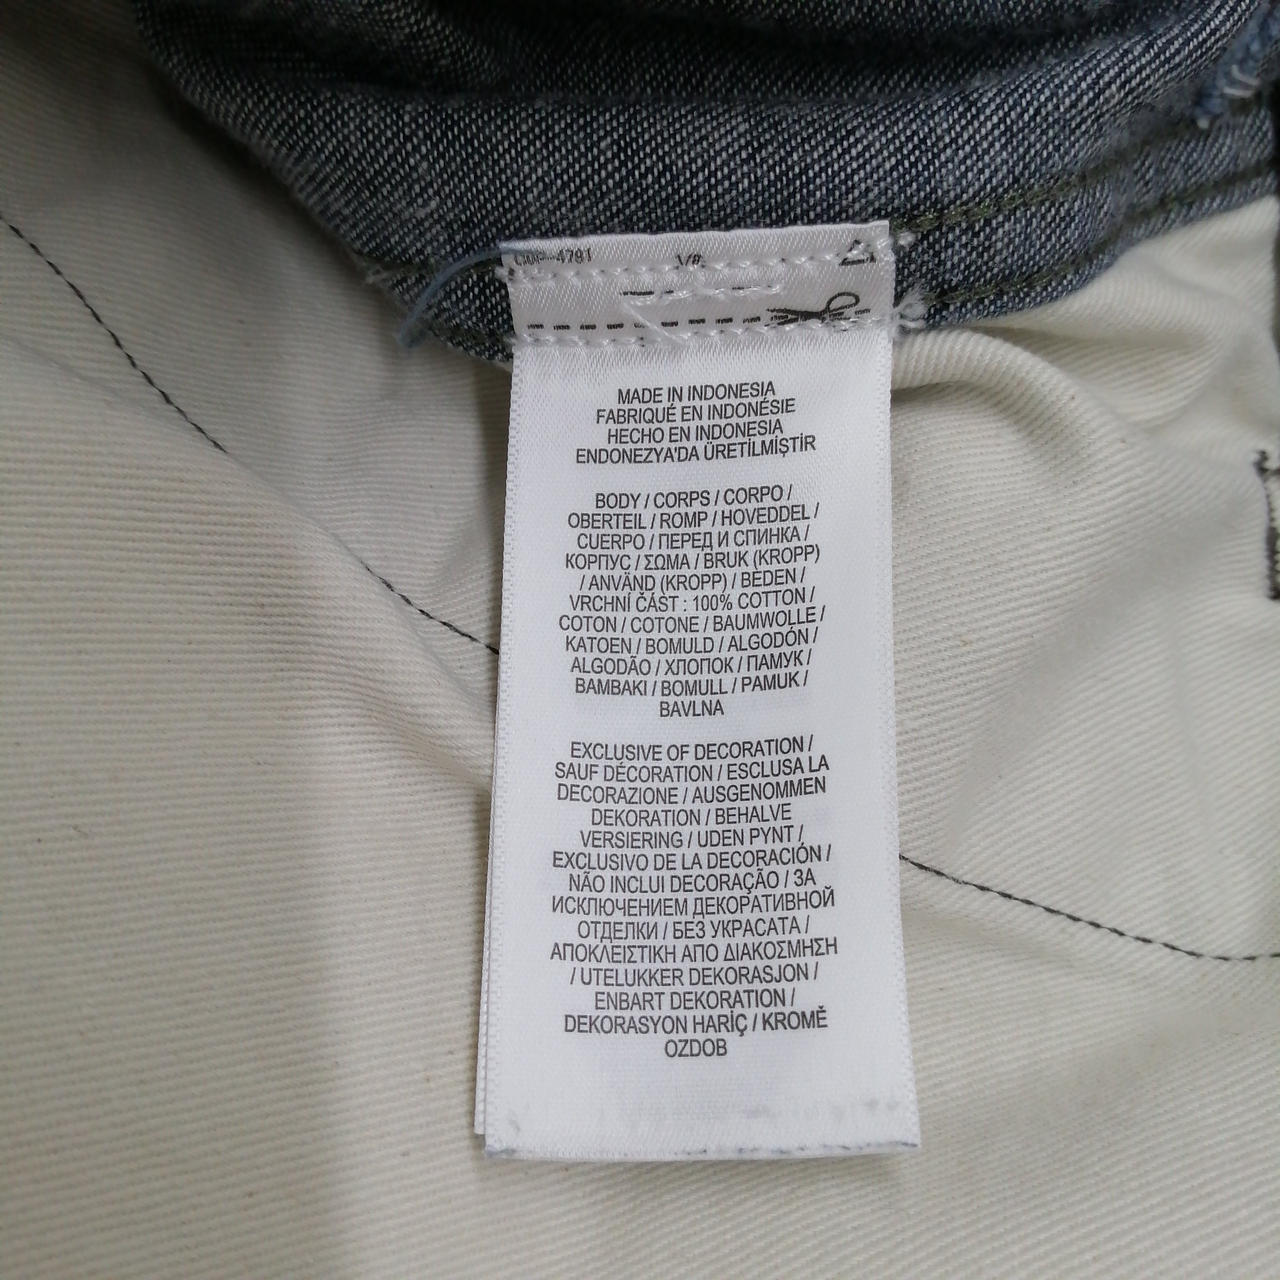 1/8
MADE IN INDONESIA
FABRIQUÉ EN INDONÉSIE
HECHO EN INDONESIA
ENDONEZYA'DA ÜRETİLMİŞTİR
BODY / CORPS / CORPO /
OBERTEIL / ROMP / HOVEDDEL /
CUERPO / ПЕРЕД И СПИНКА /
КОРПУС / ΣΩΜΑ / BRUK (KROPP)
/ ANVÄND (KROPP) / BEDEN /
VRCHNÍ ČÁST : 100% COTTON /
COTON / COTONE / BAUMWOLLE /
KATOEN / BOMULD / ALGODÓN /
ALGODÃO / ХЛОПОК / ПАМУК /
BAMBAKI / BOMULL / PAMUK /
BAVLNA
EXCLUSIVE OF DECORATION /
SAUF DÉCORATION / ESCLUSA LA
DECORAZIONE / AUSGENOMMEN
DEKORATION / BEHALVE
VERSIERING / UDEN PYNT /
EXCLUSIVO DE LA DECORACIÓN /
NÃO INCLUI DECORAÇÃO / ЗА
ИСКЛЮЧЕНИЕМ ДЕКОРАТИВНОЙ
ОТДЕЛКИ / БЕЗ УКРАСАТА /
ΑΠΟΚΛΕΙΣΤΙΚΗ ΑΠΟ ΔΙΑΚΟΣΜΗΣΗ
/ UTELUKKER DEKORASJON /
ENBART DEKORATION /
DEKORASYON HARİÇ / KROMĚ
OZDOB